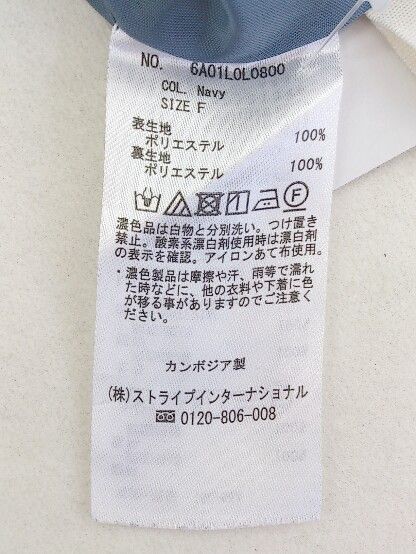 NO. 6A01L0L0800
COL. Navy
SIZE F
表生地
ポリエステル 100%
裏生地
ポリエステル 100%
濃色品は白物と分別洗い。つけ置き
禁止。酸素系漂白剤使用時は漂白剤
の表示を確認。アイロンあて布使用。
・濃色製品は摩擦や汗、雨等で濡れ
た時などに、他の衣料や下着に色
が移る事がありますのでご注意く
ださい。
カンボジア製
(株)ストライプインターナショナル
0120-806-008